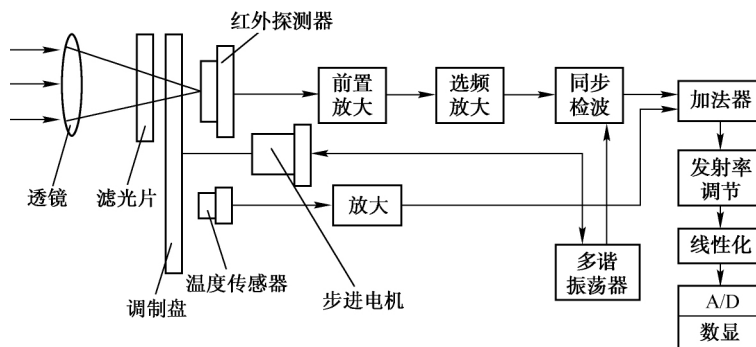 红外探测器
前置
放大
选频
放大
同步
检波
加法器
透镜
滤光片
发射率
调节
放大
线性化
温度传感器
多谐
振荡器
调制盘
步进电机
A/D
数显